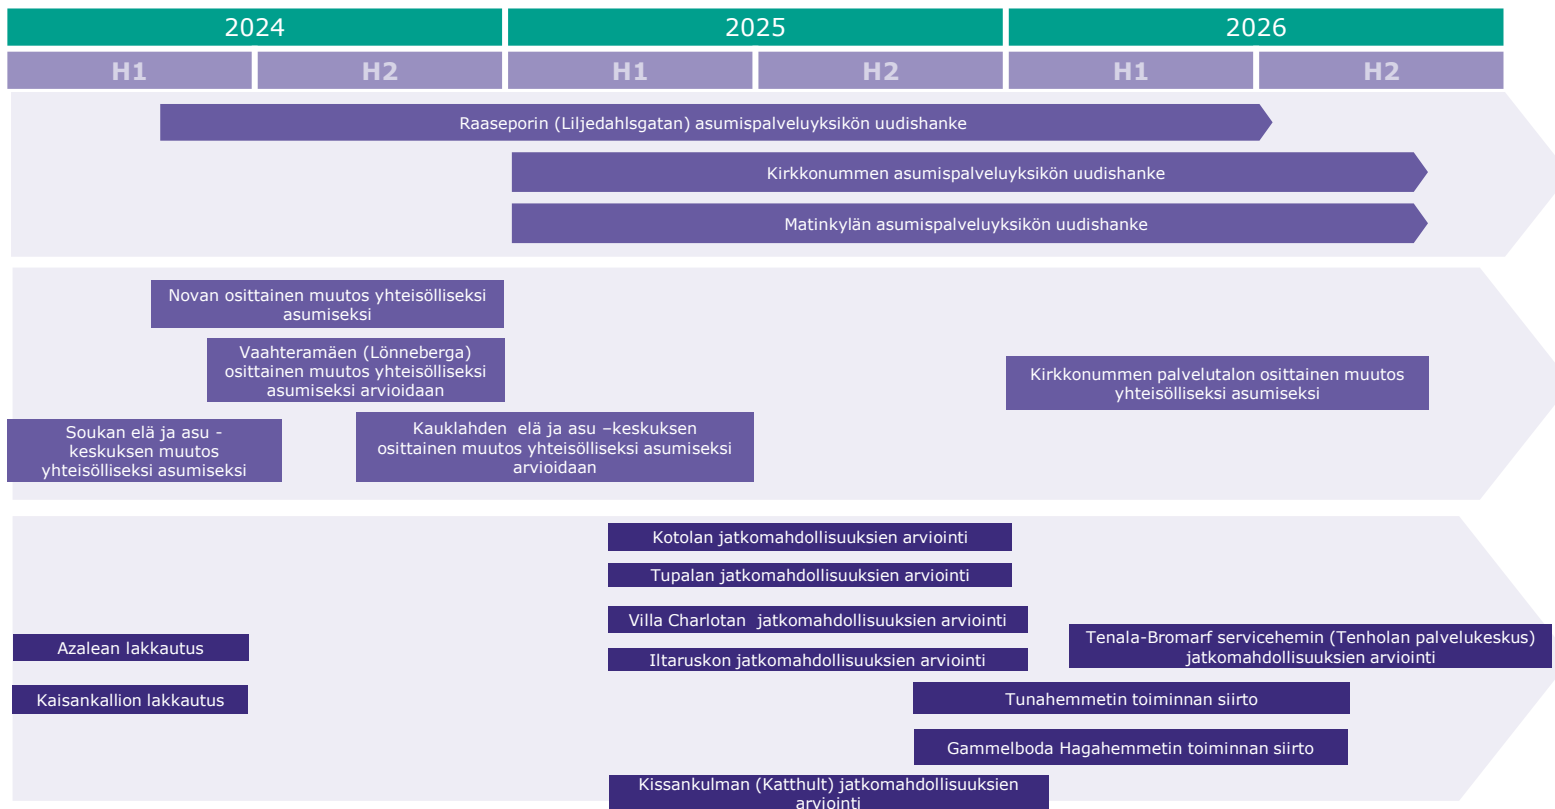 2024
2025
2026
H1
H2
H1
H2
H1
H2
Raaseporin (Liljedahlsgatan) asumispalveluyksikön uudishanke
Kirkkonummen asumispalveluyksikön uudishanke
Matinkylän asumispalveluyksikön uudishanke
Novan osittainen muutos yhteisölliseksi
asumiseksi
Vaahteramäen (Lönneberga)
osittainen muutos yhteisölliseksi
asumiseksi arvioidaan
Kirkkonummen palvelutalon osittainen muutos
yhteisölliseksi asumiseksi
Soukan elä ja asu -
keskuksen muutos
yhteisölliseksi asumiseksi
Kauklahden elä ja asu –keskuksen
osittainen muutos yhteisölliseksi asumiseksi
arvioidaan
Kotolan jatkomahdollisuuksien arviointi
Tupalan jatkomahdollisuuksien arviointi
Villa Charlotan jatkomahdollisuuksien arviointi
Azalean lakkautus
Iltaruskon jatkomahdollisuuksien arviointi
Tenala-Bromarf servicehemin (Tenholan palvelukeskus)
jatkomahdollisuuksien arviointi
Kaisankallion lakkautus
Tunahemmetin toiminnan siirto
Gammelboda Hagahemmetin toiminnan siirto
Kissankulman (Katthult) jatkomahdollisuuksien
arviointi